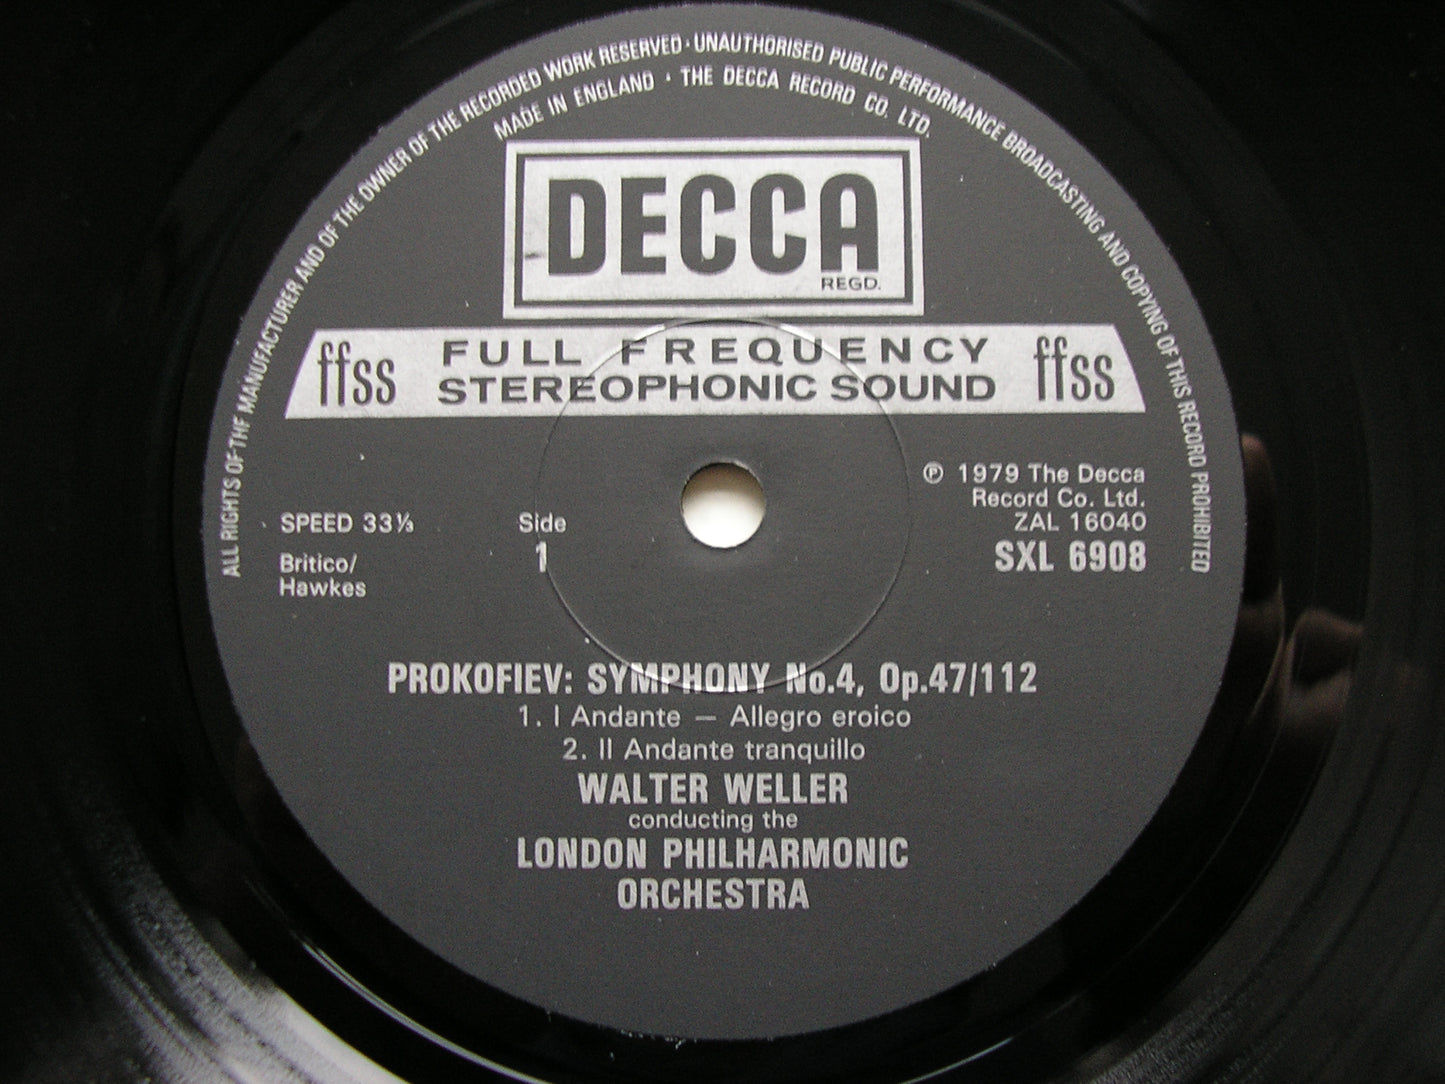 ALL RIGHTS OF THE MANUFACTURER AND OF THE OWNER OF THE RECORDED WORK RESERVED · UNAUTHORISED PUBLIC PERFORMANCE BROADCASTING AND COPYING OF THIS RECORD PROHIBITED
MADE IN ENGLAND · THE DECCA RECORD CO. LTD.
DECCA
REGD.
ffss FULL FREQUENCY ffss
STEREOPHONIC SOUND
℗ 1979 The Decca
Record Co. Ltd.
SPEED 33⅓ Side ZAL 16040
Britico/ 1 SXL 6908
Hawkes
PROKOFIEV: SYMPHONY No.4, Op.47/112
1. I Andante — Allegro eroico
2. II Andante tranquillo
WALTER WELLER
conducting the
LONDON PHILHARMONIC
ORCHESTRA